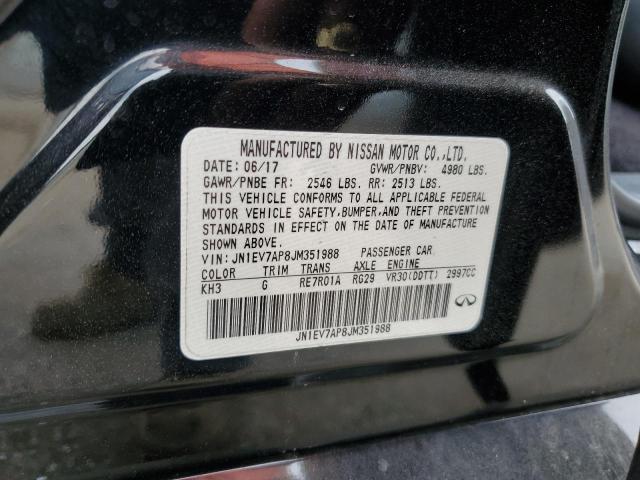 MANUFACTURED BY NISSAN MOTOR CO.,LTD.
DATE: 06/17 GVWR/PNBV: 4980 LBS.
GAWR/PNBE FR: 2546 LBS. RR: 2513 LBS.
THIS VEHICLE CONFORMS TO ALL APPLICABLE FEDERAL
MOTOR VEHICLE SAFETY, BUMPER, AND THEFT PREVENTION
STANDARDS IN EFFECT ON THE DATE OF MANUFACTURE
SHOWN ABOVE.
VIN: JN1EV7AP8JM351988 PASSENGER CAR
COLOR TRIM TRANS AXLE ENGINE
KH3 G RE7R01A RG29 VR30(DDTT) 2997CC
JN1EV7AP8JM351988